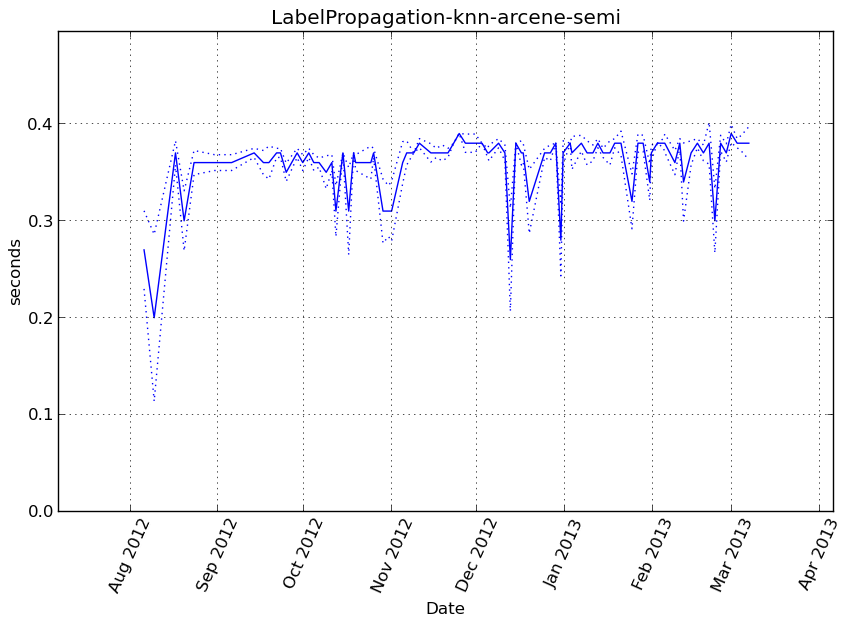 LabelPropagation-knn-arcene-semi
seconds
0.4
0.3
0.2
0.1
0.0
Aug 2012
Sep 2012
Oct 2012
Nov 2012
Dec 2012
Jan 2013
Feb 2013
Mar 2013
Apr 2013
Date